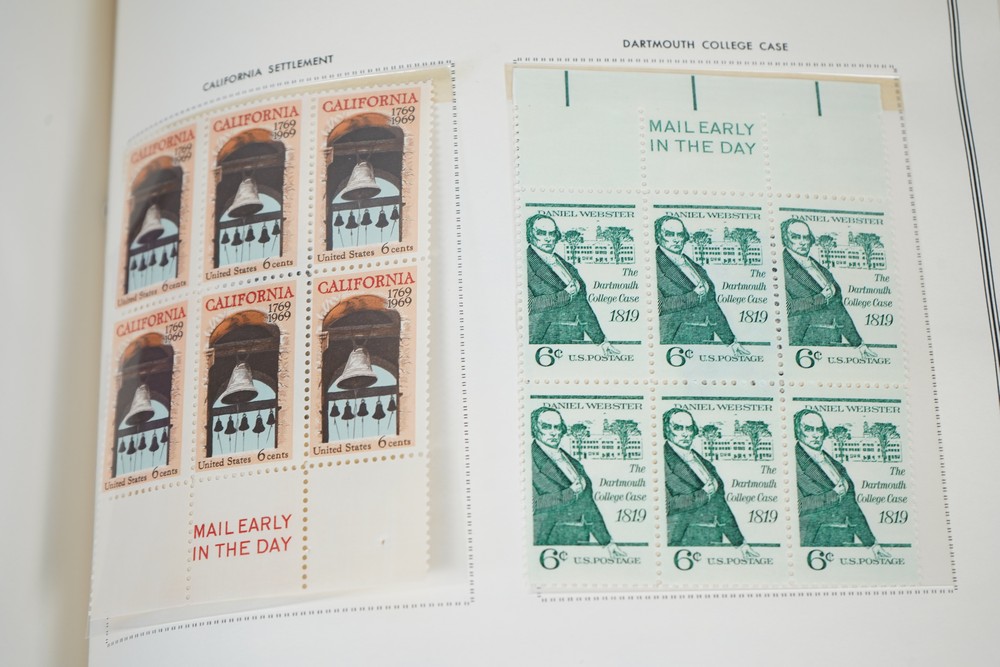 CALIFORNIA SETTLEMENT
CALIFORNIA
1769
1969
United States 6 cents
CALIFORNIA
1769
1969
United States 6 cents
CALIFORNIA
1769
1969
United States 6 cents
CALIFORNIA
1769
1969
United States 6 cents
CALIFORNIA
1769
1969
United States 6 cents
CALIFORNIA
1769
1969
United States 6 cents
MAIL EARLY
IN THE DAY
DARTMOUTH COLLEGE CASE
MAIL EARLY
IN THE DAY
DANIEL WEBSTER
The
Dartmouth
College Case
1819
6¢ U.S. POSTAGE
DANIEL WEBSTER
The
Dartmouth
College Case
1819
6¢ U.S. POSTAGE
DANIEL WEBSTER
The
Dartmouth
College Case
1819
6¢ U.S. POSTAGE
DANIEL WEBSTER
The
Dartmouth
College Case
1819
6¢ U.S. POSTAGE
DANIEL WEBSTER
The
Dartmouth
College Case
1819
6¢ U.S. POSTAGE
DANIEL WEBSTER
The
Dartmouth
College Case
1819
6¢ U.S. POSTAGE